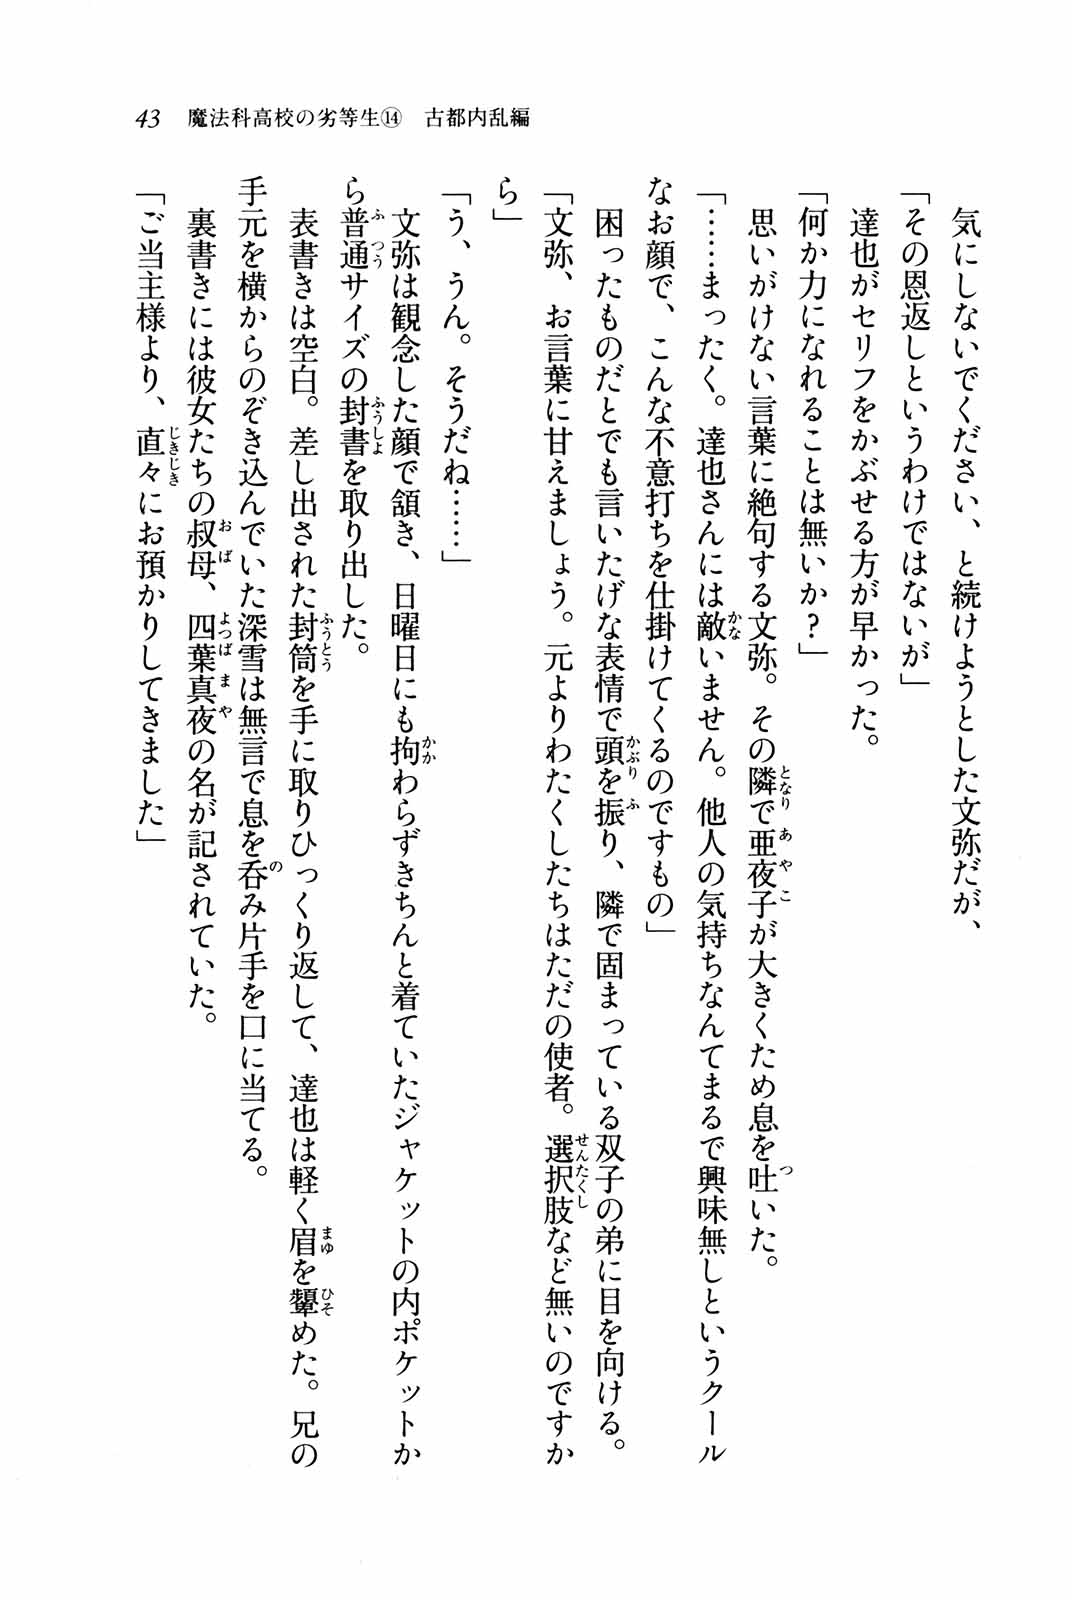 43 魔法科高校の劣等生⑭ 古都内乱編
気にしないでください、と続けようとした文弥だが、
「その恩返しというわけではないが」
達也がセリフをかぶせる方が早かった。
「何か力になれることは無いか?」
思いがけない言葉に絶句する文弥。その隣で亜夜子が大きくため息を吐いた。
「……まったく。達也さんには敵いません。他人の気持ちなんてまるで興味無しというクール
なお顔で、こんな不意打ちを仕掛けてくるのですもの」
困ったものだとでも言いたげな表情で頭を振り、隣で固まっている双子の弟に目を向ける。
「文弥、お言葉に甘えましょう。元よりわたくしたちはただの使者。選択肢など無いのですか
ら」
「う、うん。そうだね……」
文弥は観念した顔で頷き、日曜日にも拘わらずきちんと着ていたジャケットの内ポケットか
ら普通サイズの封書を取り出した。
表書きは空白。差し出された封筒を手に取りひっくり返して、達也は軽く眉を顰めた。兄の
手元を横からのぞき込んでいた深雪は無言で息を呑み片手を口に当てる。
裏書きには彼女たちの叔母、四葉真夜の名が記されていた。
「ご当主様より、直々にお預かりしてきました」